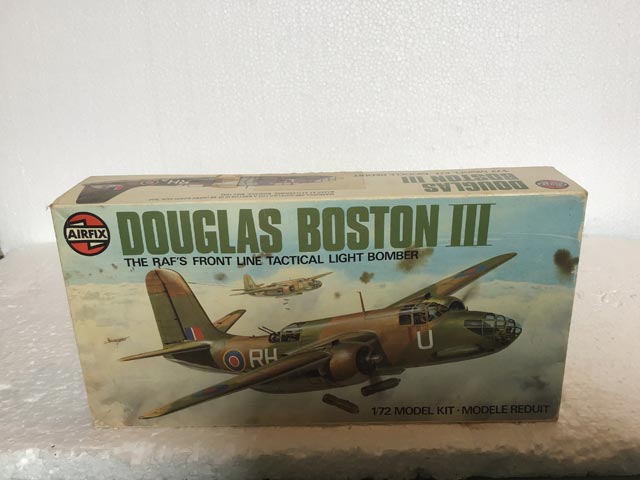 DOUGLAS
BOSTON III
AIRFIX
DOUGLAS BOSTON III
THE RAF'S FRONT LINE TACTICAL LIGHT BOMBER
RH
U
1/72 MODEL KIT · MODELE REDUIT